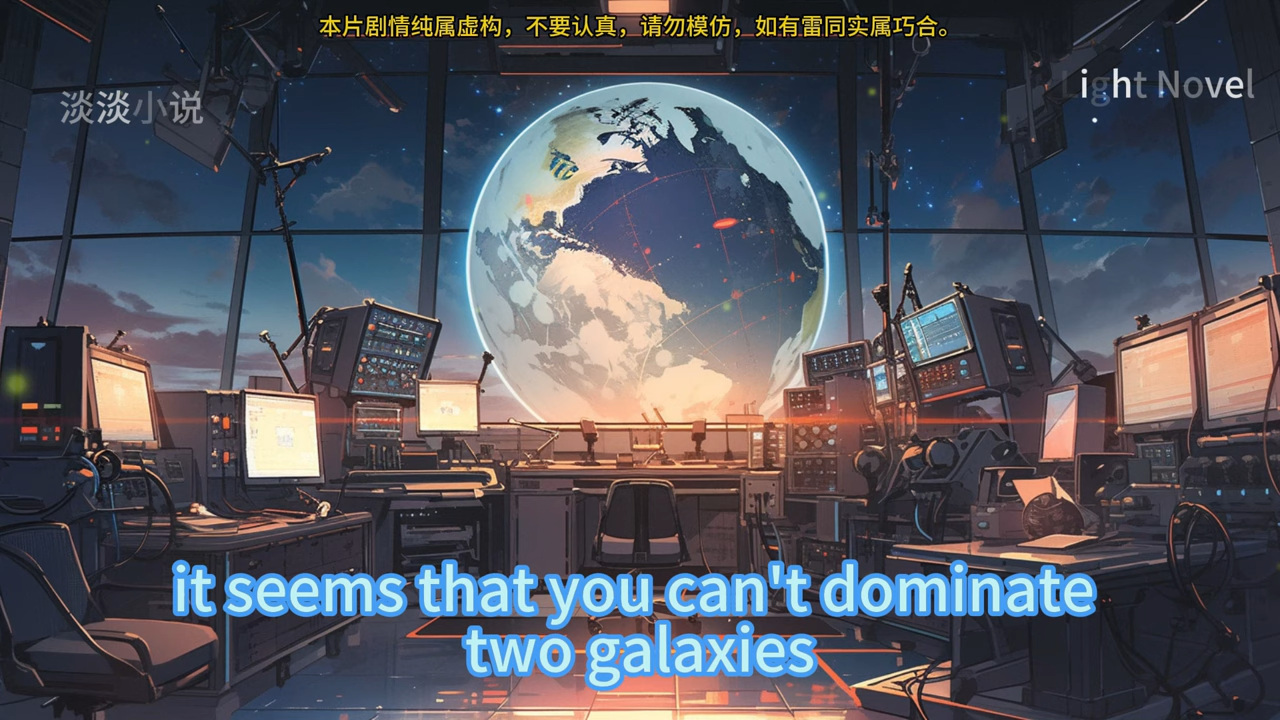 本片剧情纯属虚构，不要认真，请勿模仿，如有雷同实属巧合。
淡淡小说
Light Novel
it seems that you can't dominate
two galaxies